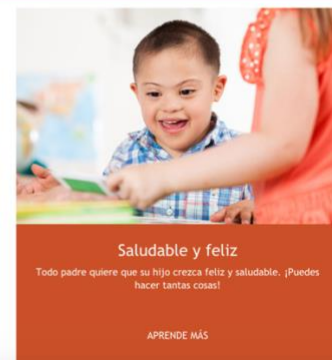 Saludable y feliz
Todo padre quiere que su hijo crezca feliz y saludable. ¡Puedes
hacer tantas cosas!
APRENDE MÁS